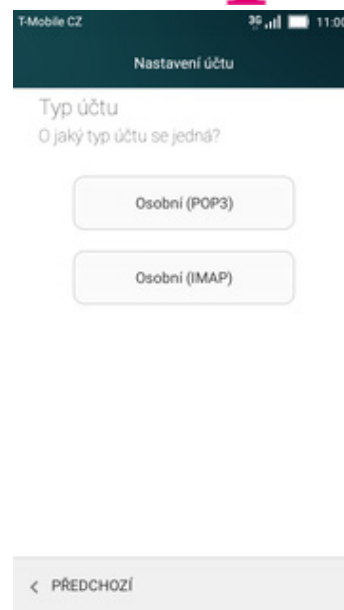 T-Mobile CZ 3G 11:00
Nastavení účtu
Typ účtu
O jaký typ účtu se jedná?
Osobní (POP3)
Osobní (IMAP)
< PŘEDCHOZÍ